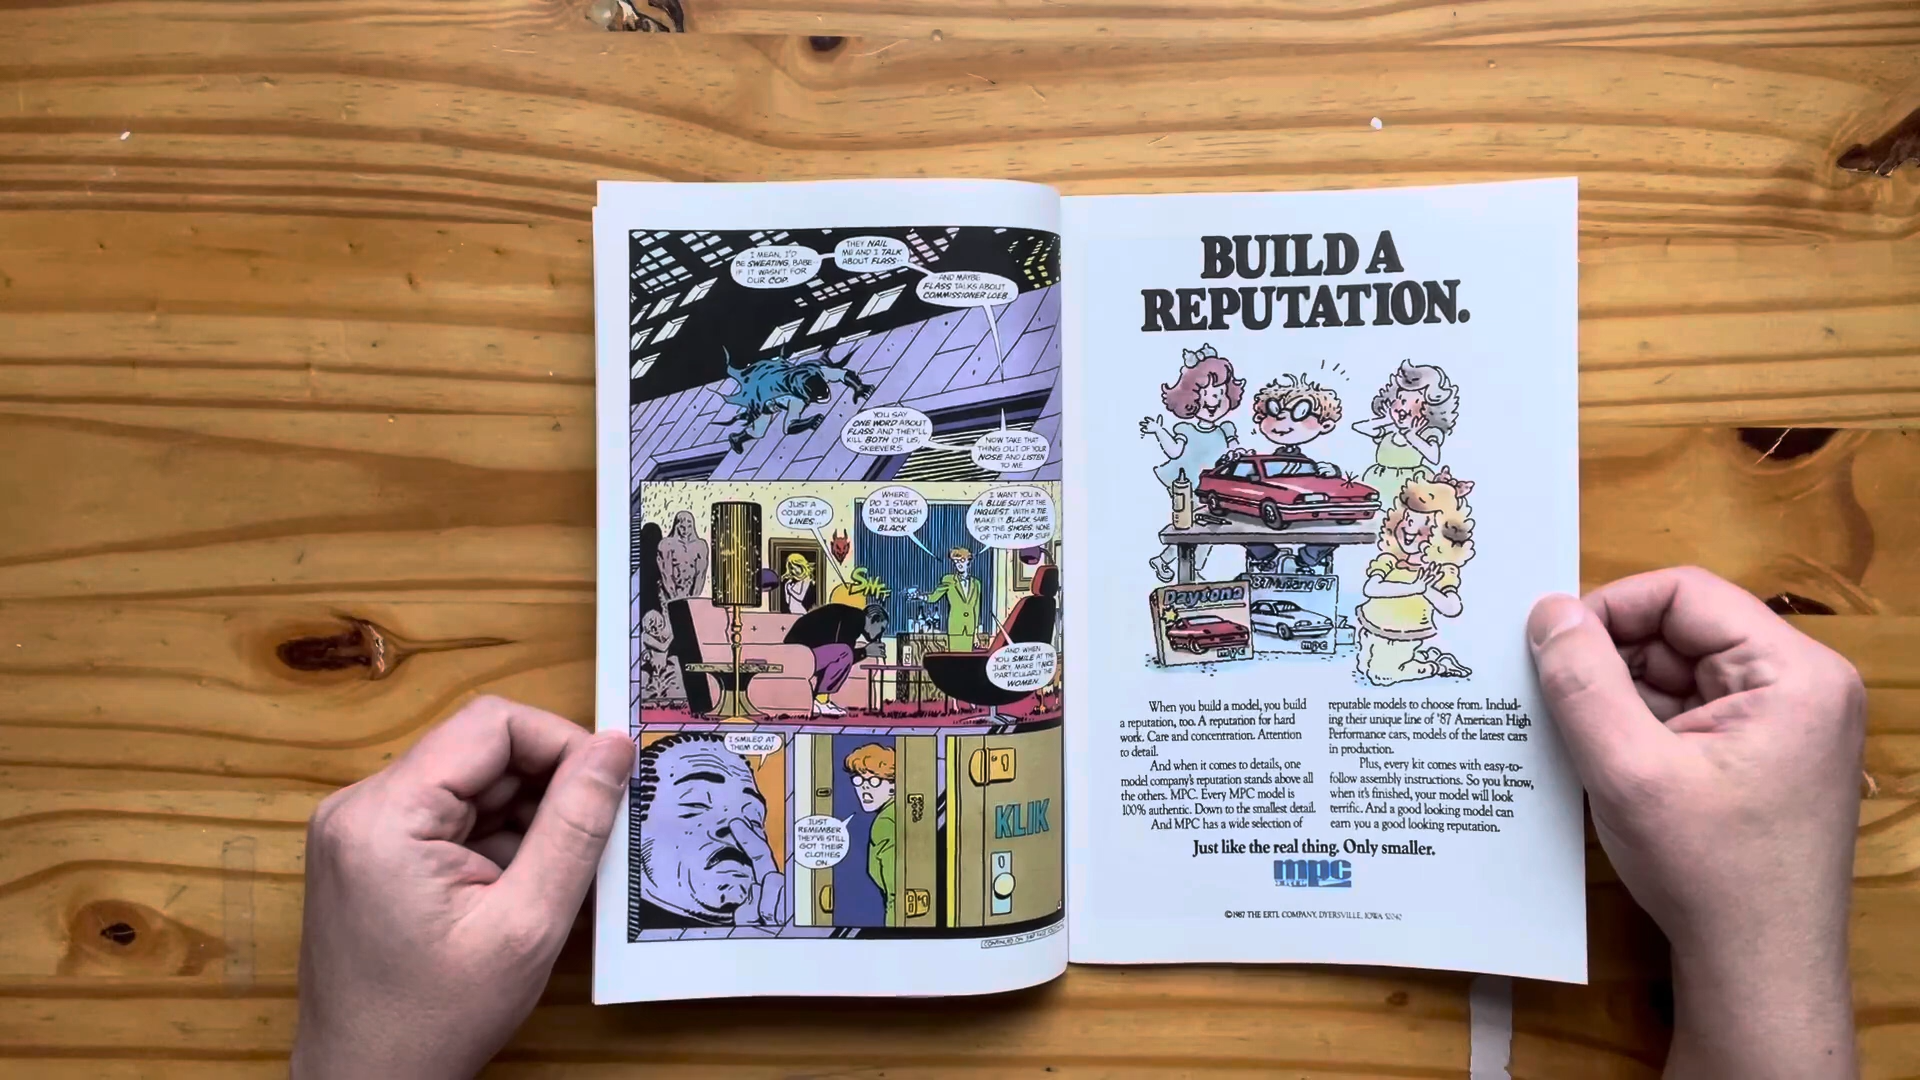 I MEAN, I'D
BE SWEATING, BABE--
IF IT WASN'T FOR
OUR COP.
THEY NAIL
ME AND I TALK
ABOUT FLASS--
--AND MAYBE
FLASS TALKS ABOUT
COMMISSIONER LOEB...
YOU SAY
ONE WORD ABOUT
FLASS AND THEY'LL
KILL BOTH OF US,
SKEEVERS.
NOW TAKE THAT
THING OUT OF YOUR
NOSE AND LISTEN
TO ME.
JUST A
COUPLE OF
LINES...
WHERE
DO I START
BAD ENOUGH
THAT YOU'RE
BLACK.
I WANT YOU IN
A BLUE SUIT AT THE
INQUEST. WITH A TIE.
MAKE IT BLACK. SAME
FOR THE SHOES. NONE
OF THAT PIMP STUFF.
SNFF
AND WHEN
YOU SMILE AT THE
JURY, MAKE IT NICE.
PARTICULARLY THE
WOMEN.
I SMILED AT
THEM OKAY.
JUST
REMEMBER
THEY'VE STILL
GOT THEIR
CLOTHES
ON.
KLIK
CONTINUED ON
BUILD A
REPUTATION.
Daytona
mpc
Mustang GT
mpc
When you build a model, you build
a reputation, too. A reputation for hard
work. Care and concentration. Attention
to detail.
And when it comes to details, one
model company's reputation stands above all
the others. MPC. Every MPC model is
100% authentic. Down to the smallest detail.
And MPC has a wide selection of
reputable models to choose from. Includ-
ing their unique line of '87 American High
Performance cars, models of the latest cars
in production.
Plus, every kit comes with easy-to-
follow assembly instructions. So you know,
when it's finished, your model will look
terrific. And a good looking model can
earn you a good looking reputation.
Just like the real thing. Only smaller.
mpc
©1987 THE ERTL COMPANY, DYERSVILLE, IOWA 52040